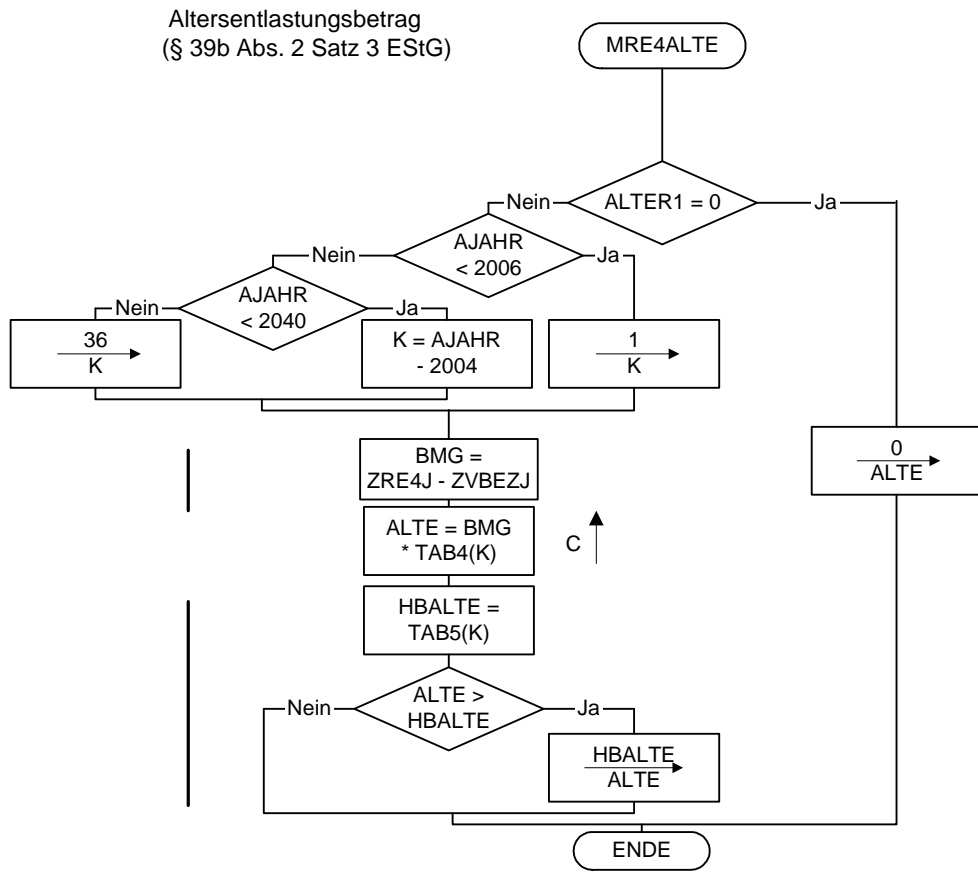 Altersentlastungsbetrag
(§ 39b Abs. 2 Satz 3 EStG)
MRE4ALTE
ALTER1 = 0
Nein
Ja
AJAHR
< 2006
Nein
Ja
AJAHR
< 2040
Nein
Ja
36
K
K = AJAHR
- 2004
1
K
BMG =
ZRE4J - ZVBEZJ
0
ALTE
ALTE = BMG
* TAB4(K)
C
HBALTE =
TAB5(K)
ALTE >
HBALTE
Nein
Ja
HBALTE
ALTE
ENDE